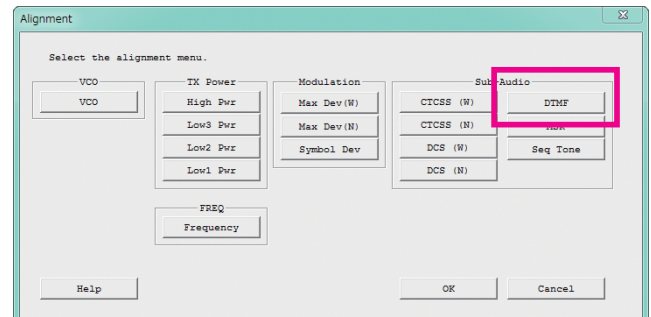 Alignment
Select the alignment menu.
VCO TX Power Modulation Sub-Audio
VCO High Pwr Max Dev(W) CTCSS (W) DTMF
Low3 Pwr Max Dev(N) CTCSS (N) MSK
Low2 Pwr Symbol Dev DCS (W) Seq Tone
Low1 Pwr DCS (N)
FREQ
Frequency
Help OK Cancel